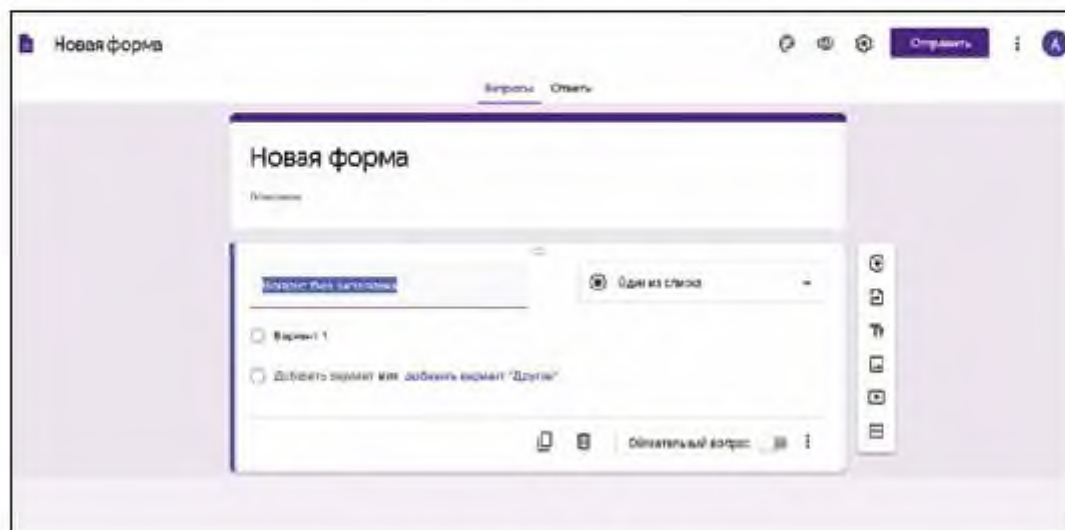 Новая форма
Отправить
A
Вопросы Ответы
Новая форма
Описание
Вопрос без заголовка
Один из списка
Вариант 1
Добавить вариант или добавить вариант "Другое"
Обязательный вопрос
Tт